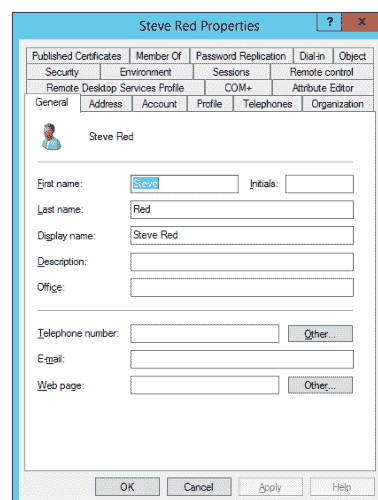 Steve Red Properties
? x
Published Certificates Member Of Password Replication Dial-in Object
Security Environment Sessions Remote control
Remote Desktop Services Profile COM+ Attribute Editor
General Address Account Profile Telephones Organization
Steve Red
First name: Steve Initials:
Last name: Red
Display name: Steve Red
Description:
Office:
Telephone number: Other...
E-mail:
Web page: Other...
OK Cancel Apply Help